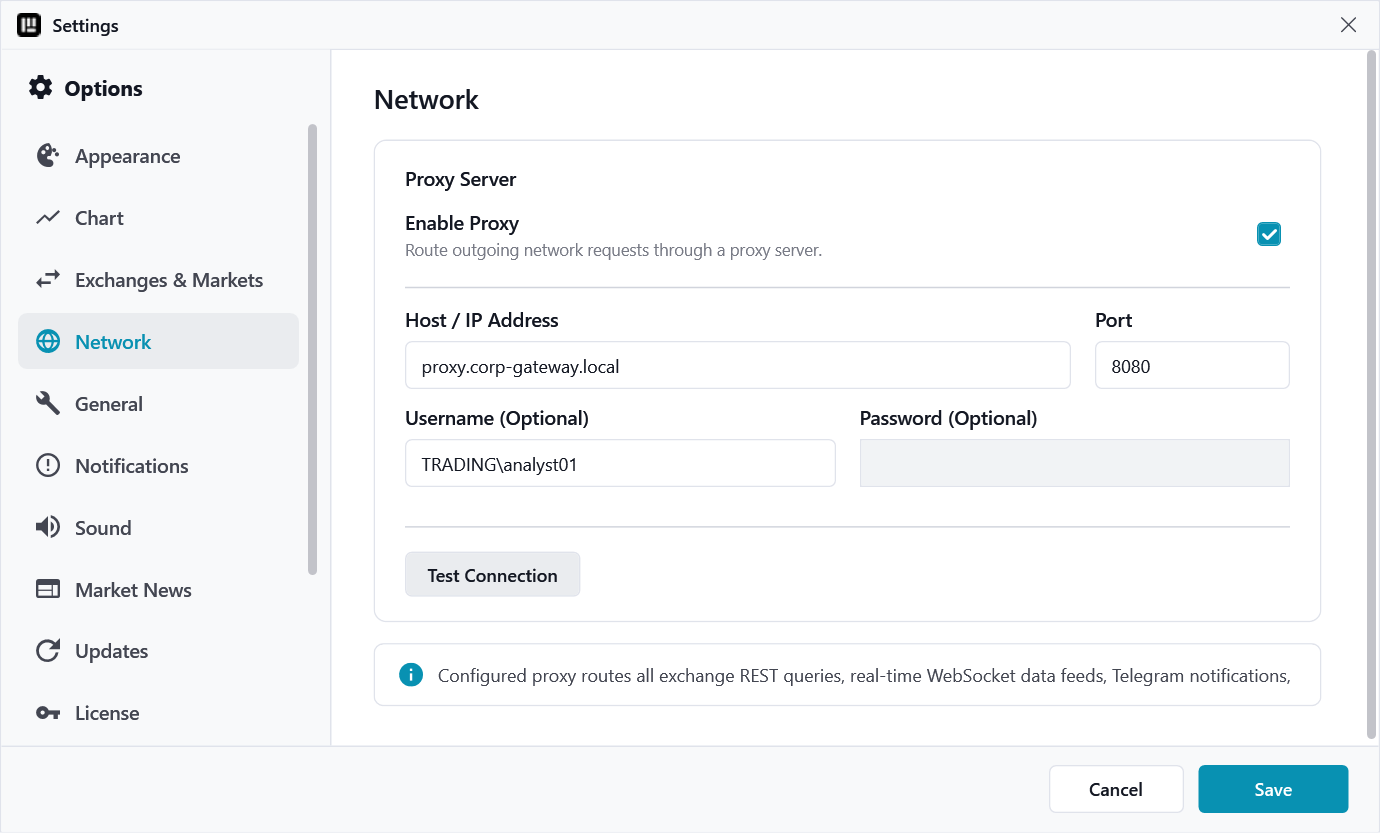 Settings
Options
Appearance
Chart
Exchanges & Markets
Network
General
Notifications
Sound
Market News
Updates
License
Network
Proxy Server
Enable Proxy
Route outgoing network requests through a proxy server.
Host / IP Address
Port
proxy.corp-gateway.local
8080
Username (Optional)
Password (Optional)
TRADING\analyst01
Test Connection
Configured proxy routes all exchange REST queries, real-time WebSocket data feeds, Telegram notifications,
Cancel
Save